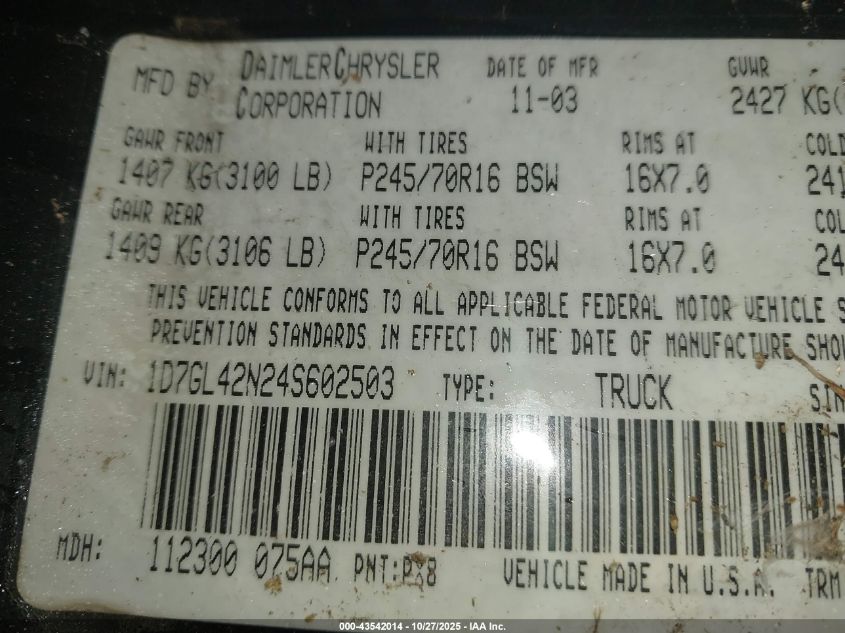 MFD BY DAIMLERCHRYSLER CORPORATION DATE OF MFR 11-03 GVWR 2427 KG(
GAWR FRONT WITH TIRES RIMS AT COLD
1407 KG(3100 LB) P245/70R16 BSW 16X7.0 241
GAWR REAR WITH TIRES RIMS AT COL
1409 KG(3106 LB) P245/70R16 BSW 16X7.0 24
THIS VEHICLE CONFORMS TO ALL APPLICABLE FEDERAL MOTOR VEHICLE S
PREVENTION STANDARDS IN EFFECT ON THE DATE OF MANUFACTURE SHO
VIN: 1D7GL42N24S602503 TYPE: TRUCK SIN
MDH: 112300 075AA PNT:PX8 VEHICLE MADE IN U.S.A. TRM
000-43542014 - 10/27/2025 - IAA Inc.